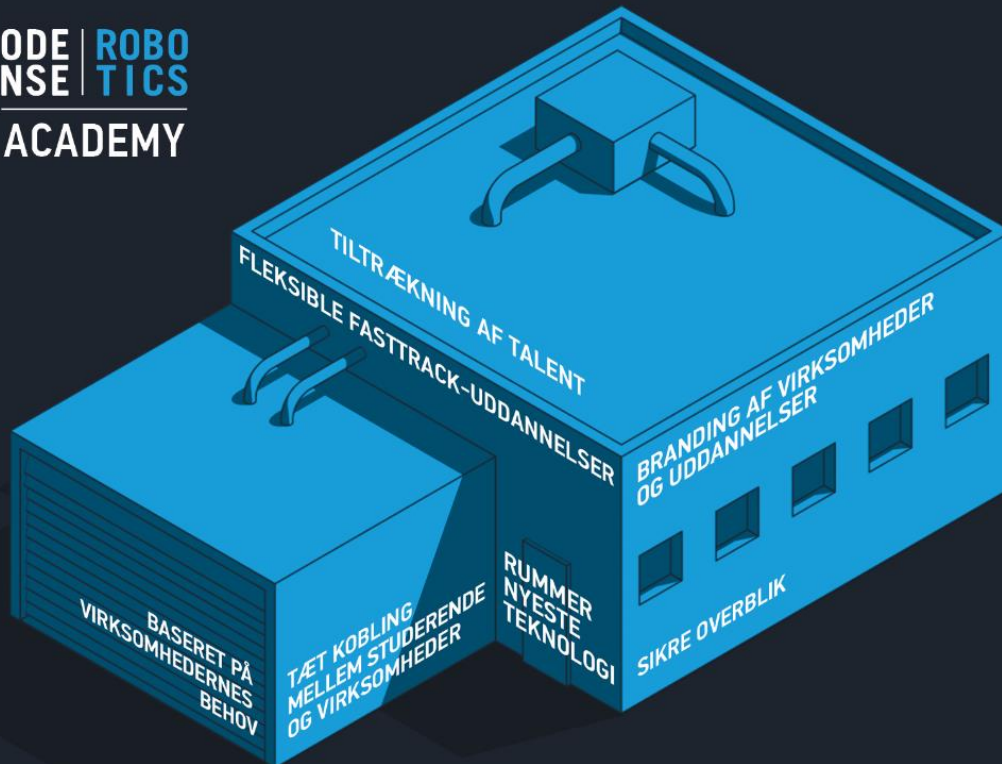 ODE | ROBO
NSE | TICS
ACADEMY
TILTRÆKNING AF TALENT
FLEKSIBLE FASTTRACK-UDDANNELSER
BRANDING AF VIRKSOMHEDER
OG UDDANNELSER
BASERET PÅ
VIRKSOMHEDERNES
BEHOV
TÆT KOBLING
MELLEM STUDERENDE
OG VIRKSOMHEDER
RUMMER
NYESTE
TEKNOLOGI
SIKRE OVERBLIK